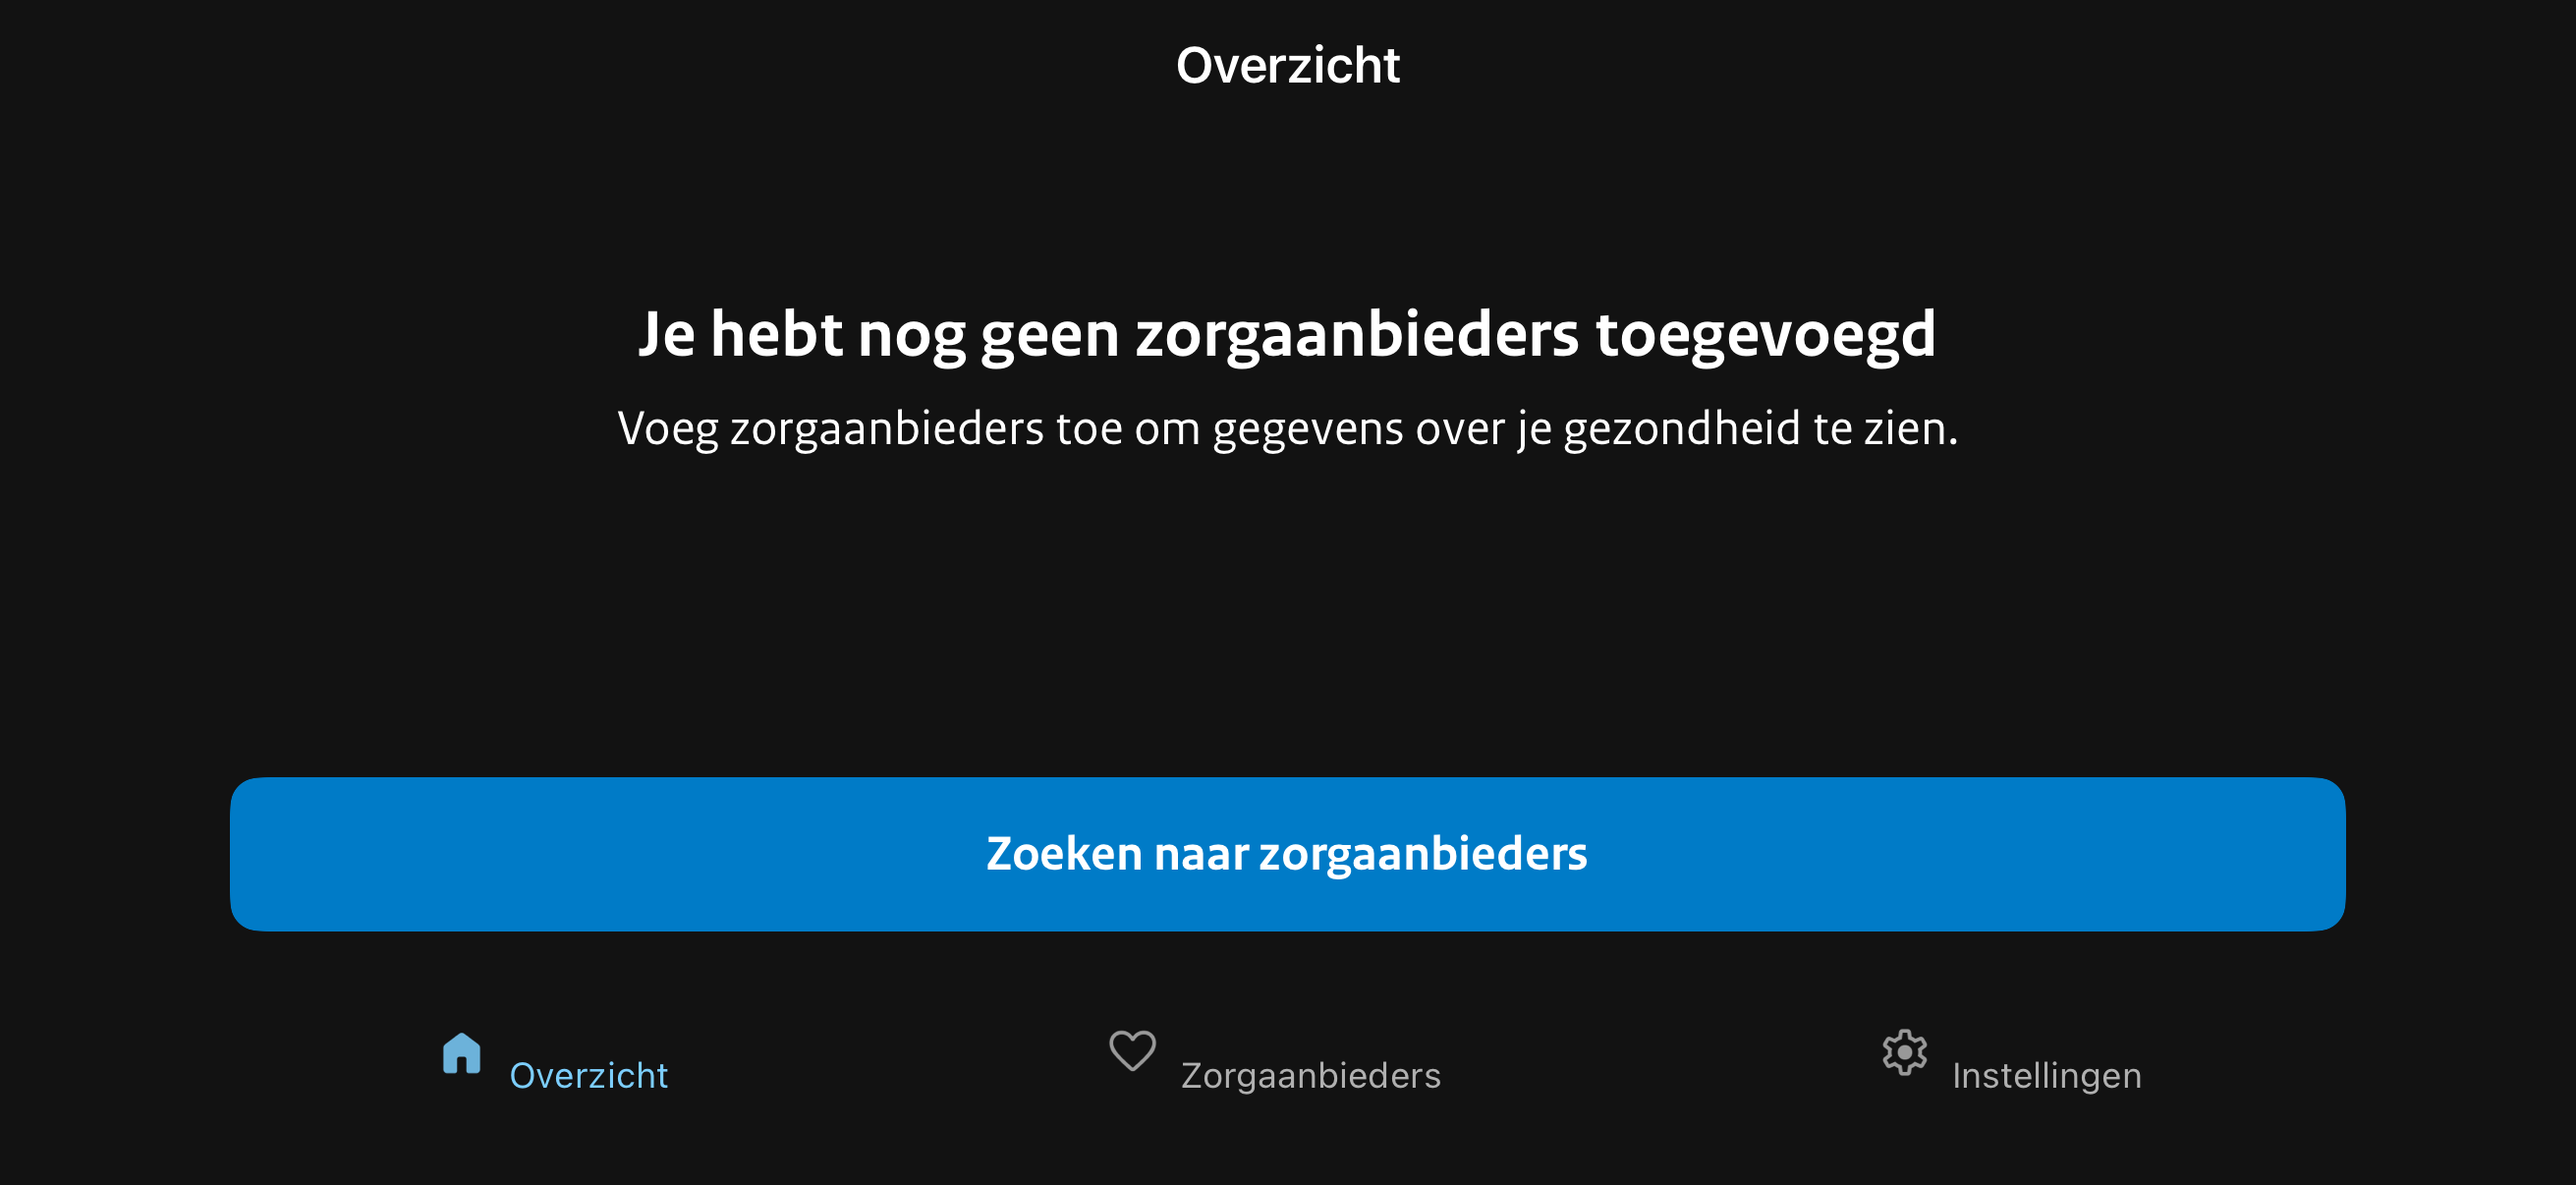 Overzicht
Je hebt nog geen zorgaanbieders toegevoegd
Voeg zorgaanbieders toe om gegevens over je gezondheid te zien.
Zoeken naar zorgaanbieders
Overzicht
Zorgaanbieders
Instellingen